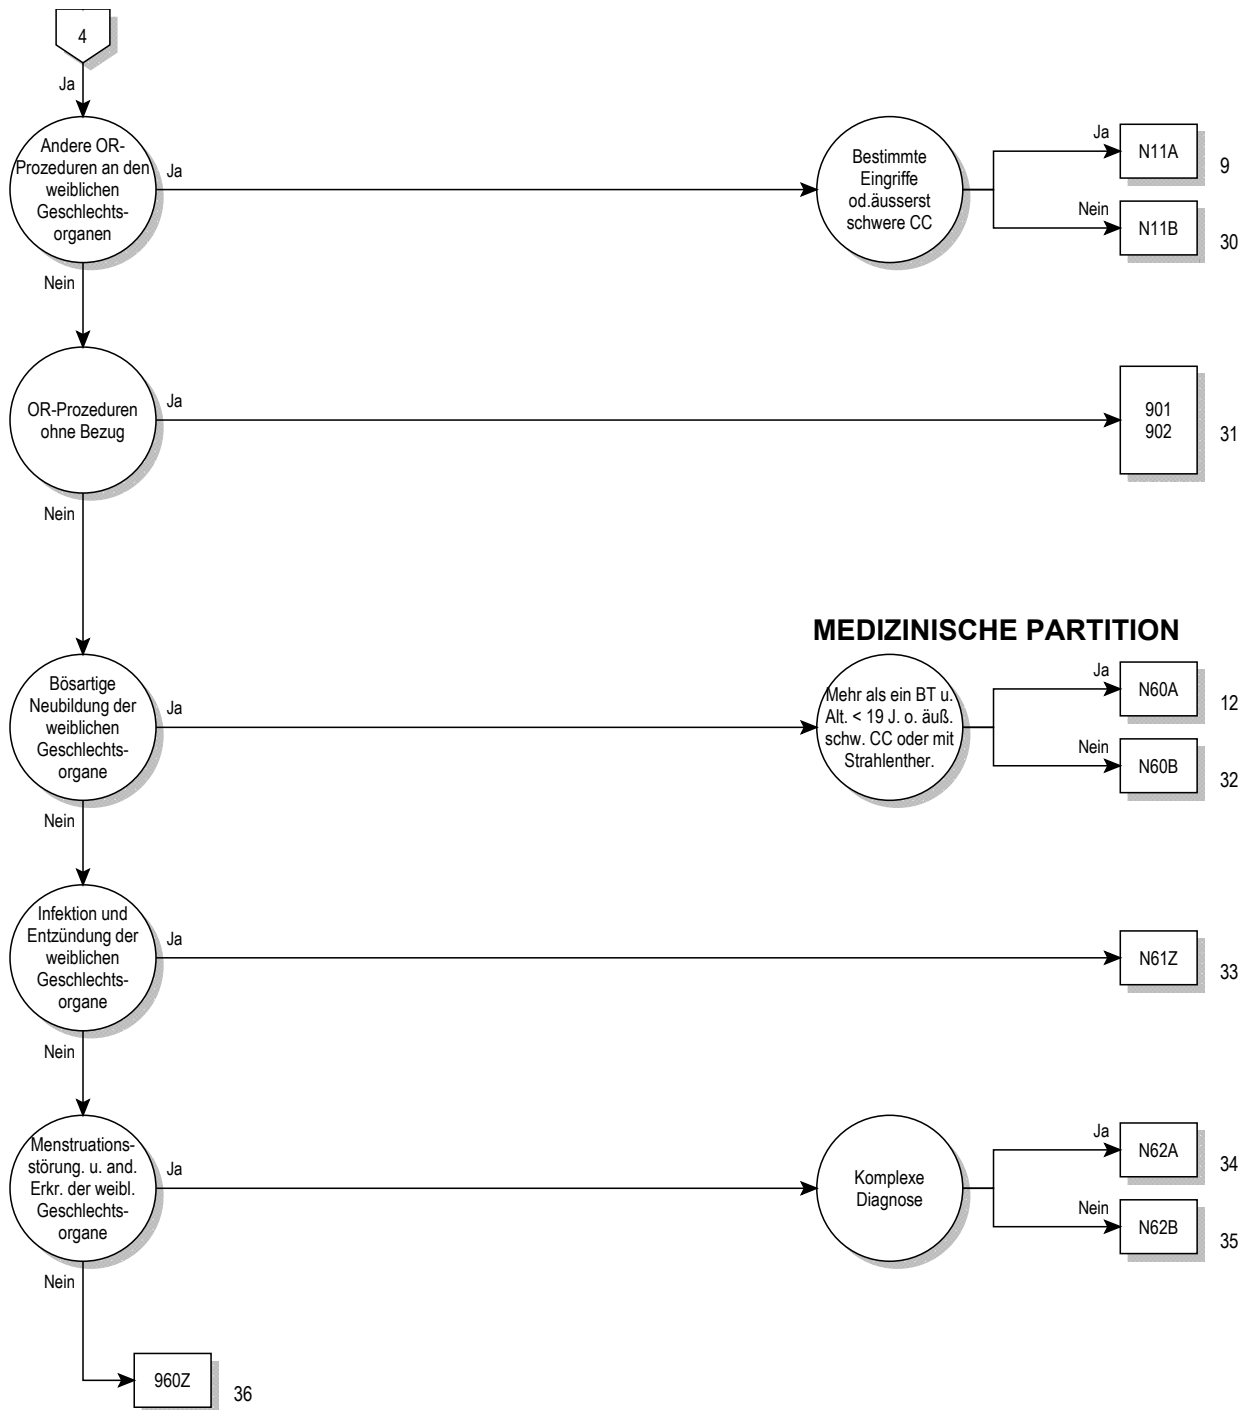 4
Ja
Andere OR-
Prozeduren an den
weiblichen
Geschlechts-
organen
Ja
Bestimmte
Eingriffe
od.äusserst
schwere CC
Ja
N11A
9
Nein
N11B
30
Nein
OR-Prozeduren
ohne Bezug
Ja
901
902
31
Nein
MEDIZINISCHE PARTITION
Bösartige
Neubildung der
weiblichen
Geschlechts-
organe
Ja
Mehr als ein BT u.
Alt. < 19 J. o. äuß.
schw. CC oder mit
Strahlenther.
Ja
N60A
12
Nein
N60B
32
Nein
Infektion und
Entzündung der
weiblichen
Geschlechts-
organe
Ja
N61Z
33
Nein
Menstruations-
störung. u. and.
Erkr. der weibl.
Geschlechts-
organe
Ja
Komplexe
Diagnose
Ja
N62A
34
Nein
N62B
35
Nein
960Z
36